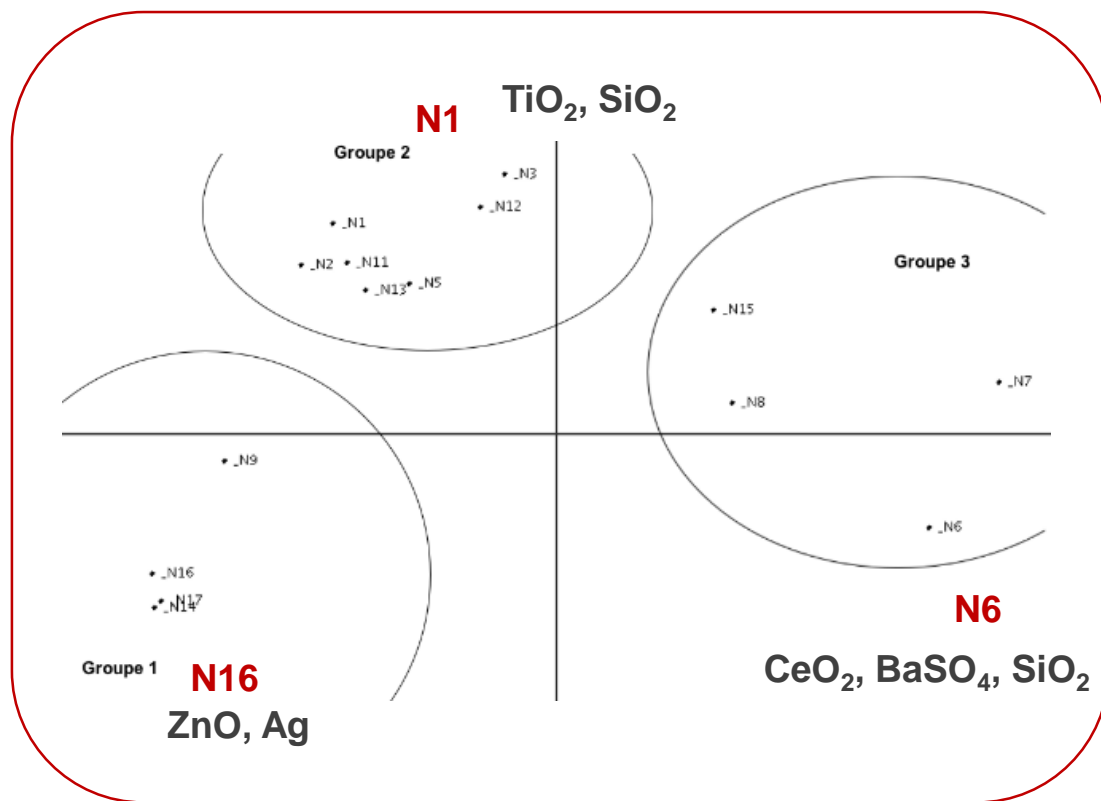 TiO₂, SiO₂
N1
Groupe 2
_N3
_N12
_N1
_N2
_N11
_N13
_N5
Groupe 3
_N15
_N7
_N8
_N6
_N9
_N16
_N17
_N14
N6
CeO₂, BaSO₄, SiO₂
Groupe 1
N16
ZnO, Ag